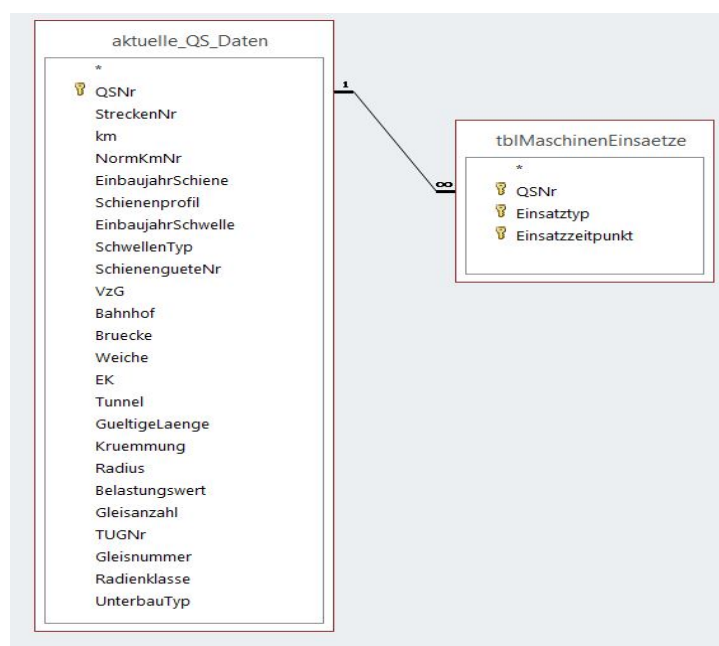 aktuelle_QS_Daten
*
QSNr
StreckenNr
km
NormKmNr
EinbaujahrSchiene
Schienenprofil
EinbaujahrSchwelle
SchwellenTyp
SchienengueteNr
VzG
Bahnhof
Bruecke
Weiche
EK
Tunnel
GueltigeLaenge
Kruemmung
Radius
Belastungswert
Gleisanzahl
TUGNr
Gleisnummer
Radienklasse
UnterbauTyp
1
∞
tblMaschinenEinsaetze
*
QSNr
Einsatztyp
Einsatzzeitpunkt